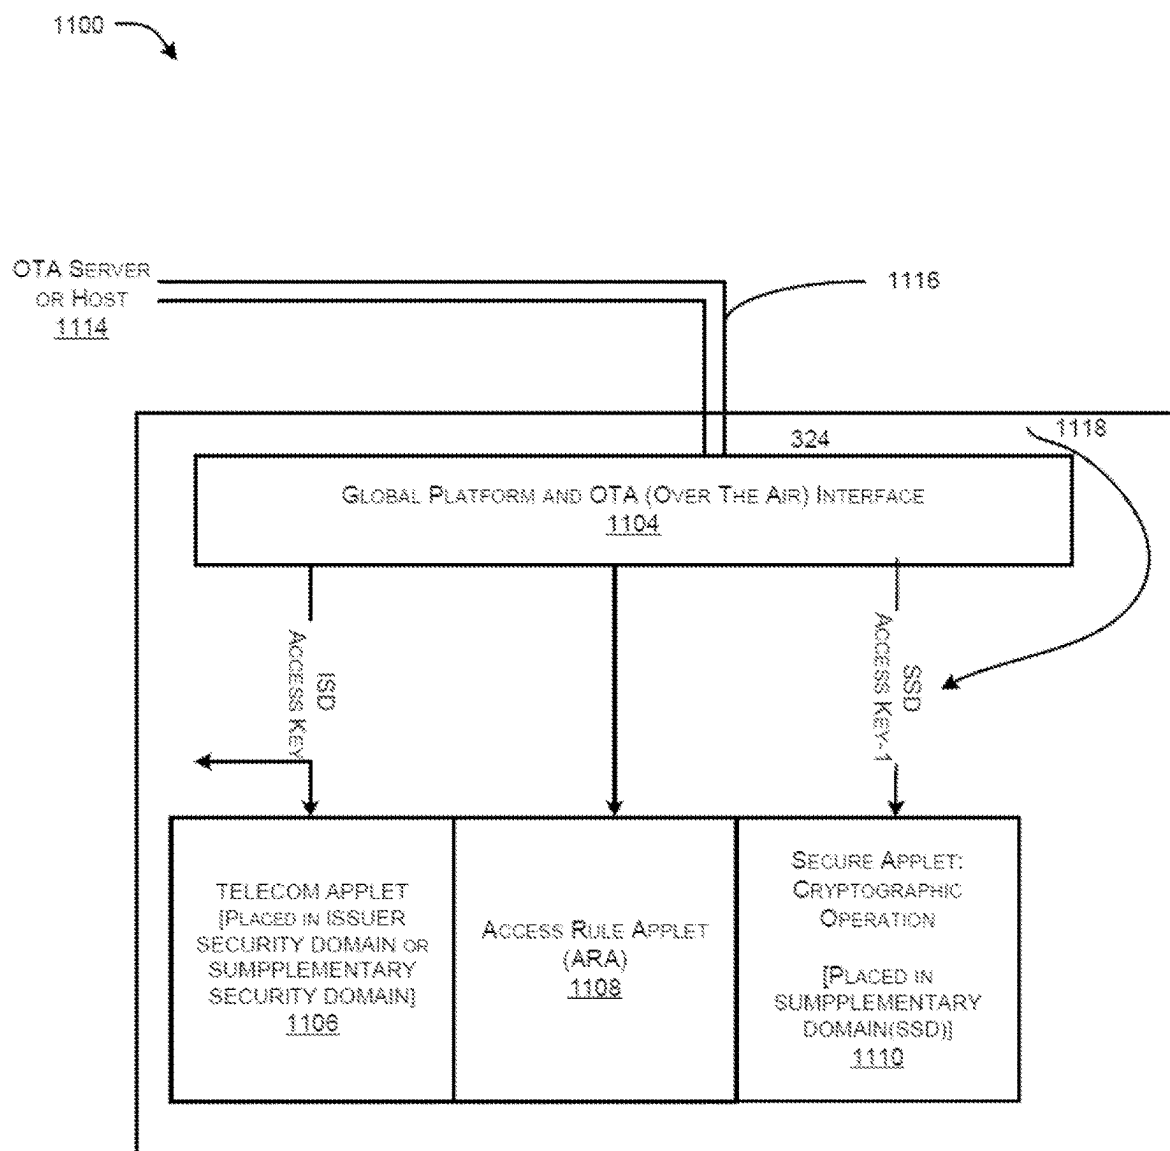 1100
OTA SERVER
OR HOST
1114
1116
324
1118
GLOBAL PLATFORM AND OTA (OVER THE AIR) INTERFACE
1104
ISD
ACCESS KEY
SSD
ACCESS KEY-1
TELECOM APPLET
[PLACED IN ISSUER
SECURITY DOMAIN OR
SUMPPLEMENTARY
SECURITY DOMAIN]
1106
ACCESS RULE APPLET
(ARA)
1108
SECURE APPLET:
CRYPTOGRAPHIC
OPERATION
[PLACED IN
SUMPPLEMENTARY
DOMAIN(SSD)]
1110